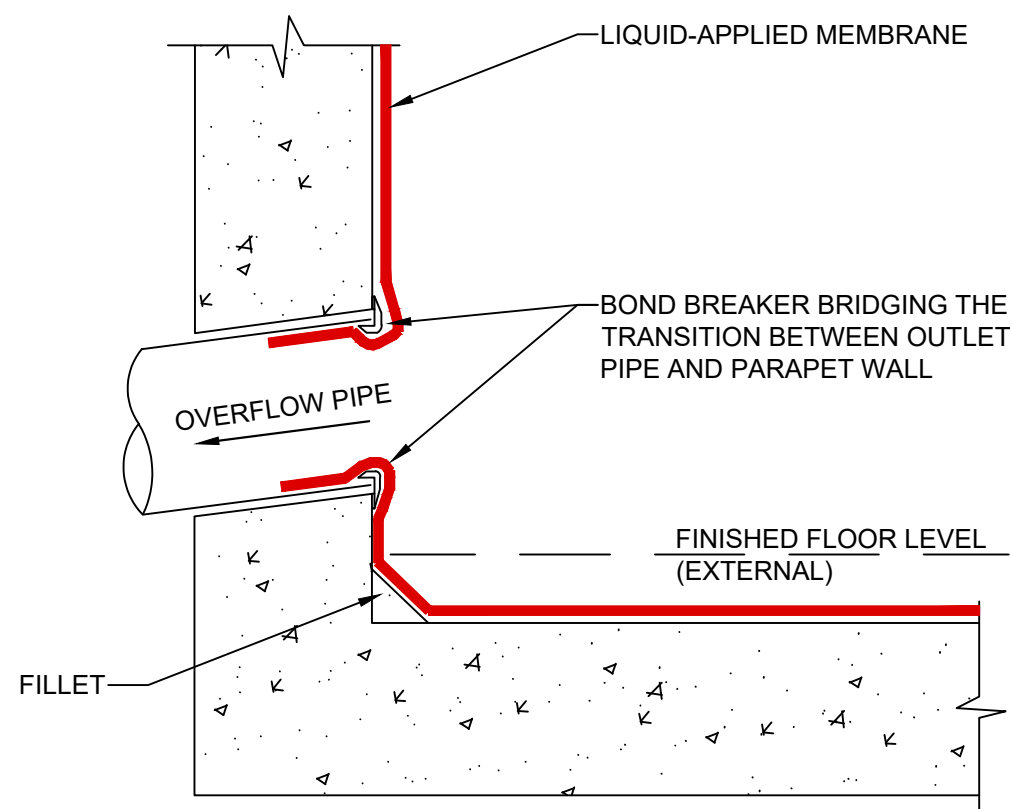 LIQUID-APPLIED MEMBRANE
BOND BREAKER BRIDGING THE
TRANSITION BETWEEN OUTLET
PIPE AND PARAPET WALL
OVERFLOW PIPE
FINISHED FLOOR LEVEL
(EXTERNAL)
FILLET